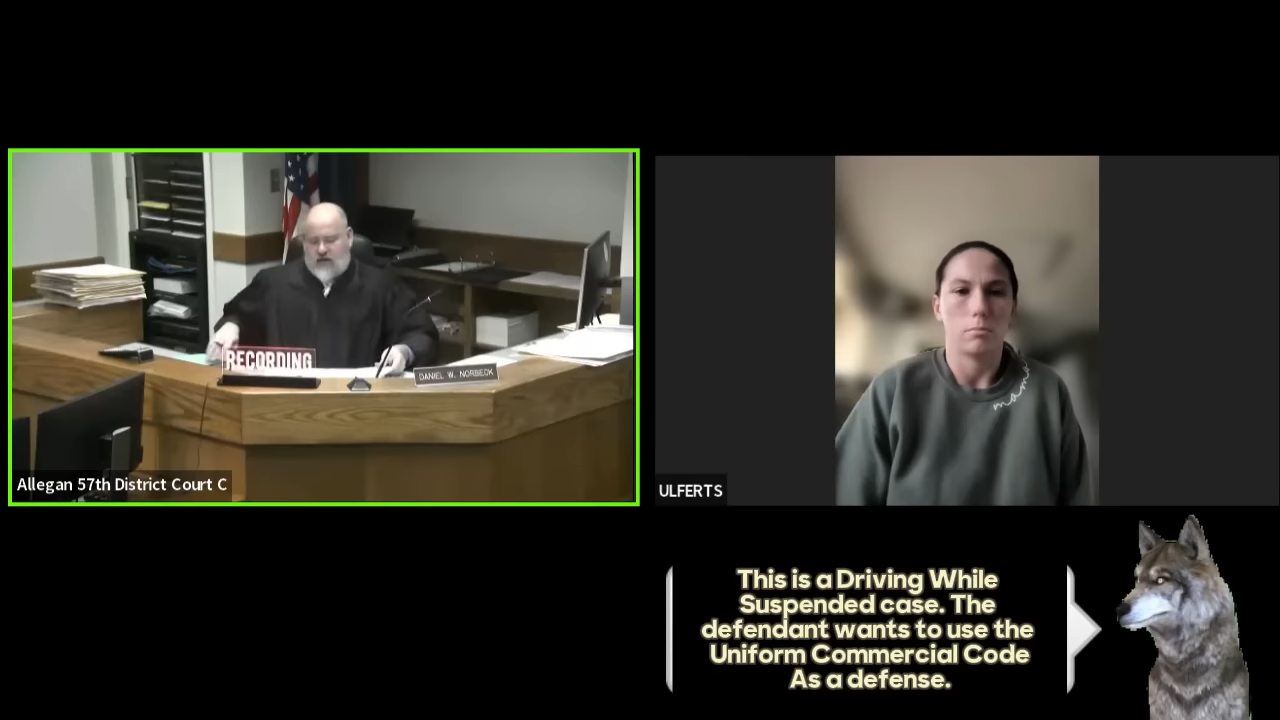 RECORDING
DANIEL W. NORBECK
Allegan 57th District Court C
mama
ULFERTS
This is a Driving While
Suspended case. The
defendant wants to use the
Uniform Commercial Code
As a defense.